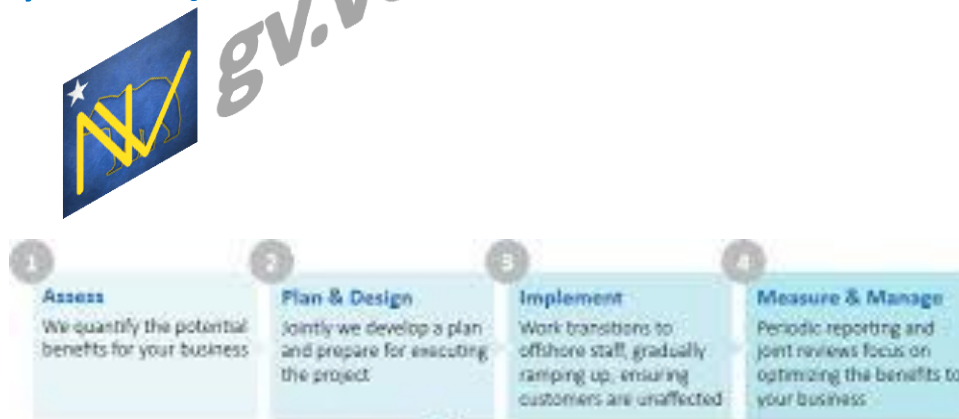 gv.v
1
2
3
4
Assess
We quantify the potential
benefits for your business
Plan & Design
Jointly we develop a plan
and prepare for executing
the project
Implement
Work transitions to
offshore staff, gradually
ramping up, ensuring
customers are unaffected
Measure & Manage
Periodic reporting and
joint reviews focus on
optimizing the benefits to
your business